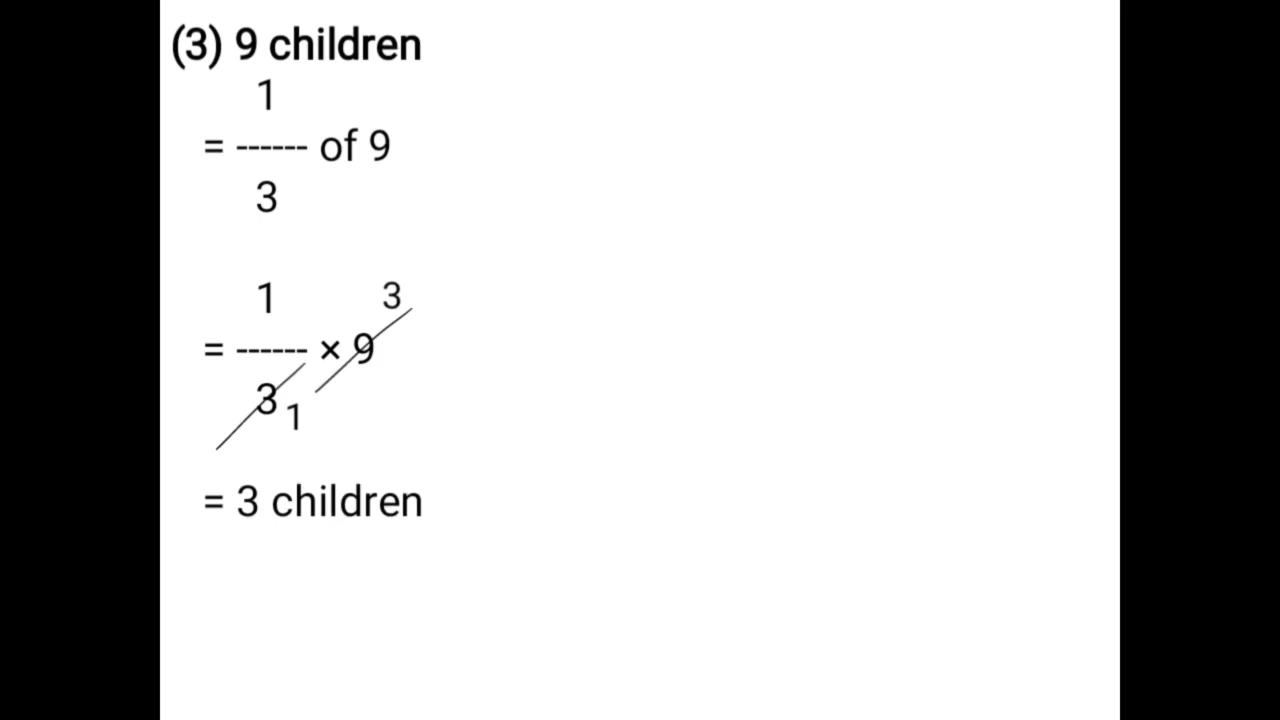 (3) 9 children
1
= ------ of 9
3
1 3
= ------ × 9
3 1
= 3 children